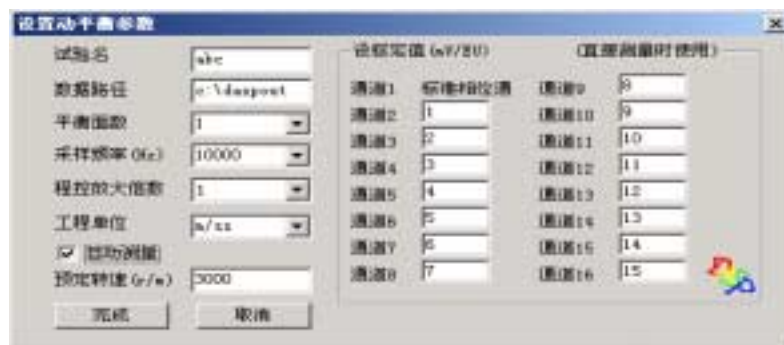 设置动平衡参数
试验名 abc
数据路径 c:\daspout
平衡面数 1
采样频率(Hz) 10000
程控放大倍数 1
工程单位 m/ss
自动测量
预定转速(r/m) 3000
完成 取消
设标定值(mV/EU) (直接测量时使用)
通道1 标准相位通 通道9 8
通道2 1 通道10 9
通道3 2 通道11 10
通道4 3 通道12 11
通道5 4 通道13 12
通道6 5 通道14 13
通道7 6 通道15 14
通道8 7 通道16 15